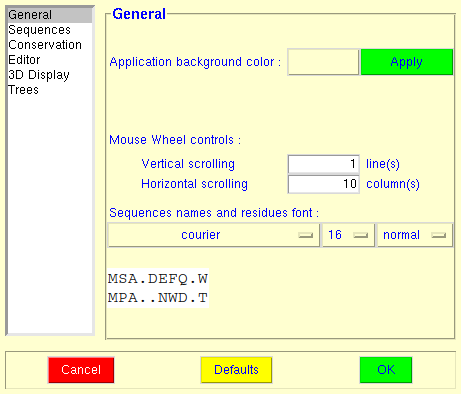 General
Sequences
Conservation
Editor
3D Display
Trees
General
Application background color :
Apply
Mouse Wheel controls :
Vertical scrolling 1 line(s)
Horizontal scrolling 10 column(s)
Sequences names and residues font :
courier 16 normal
MSA.DEFQ.W
MPA..NWD.T
Cancel Defaults OK